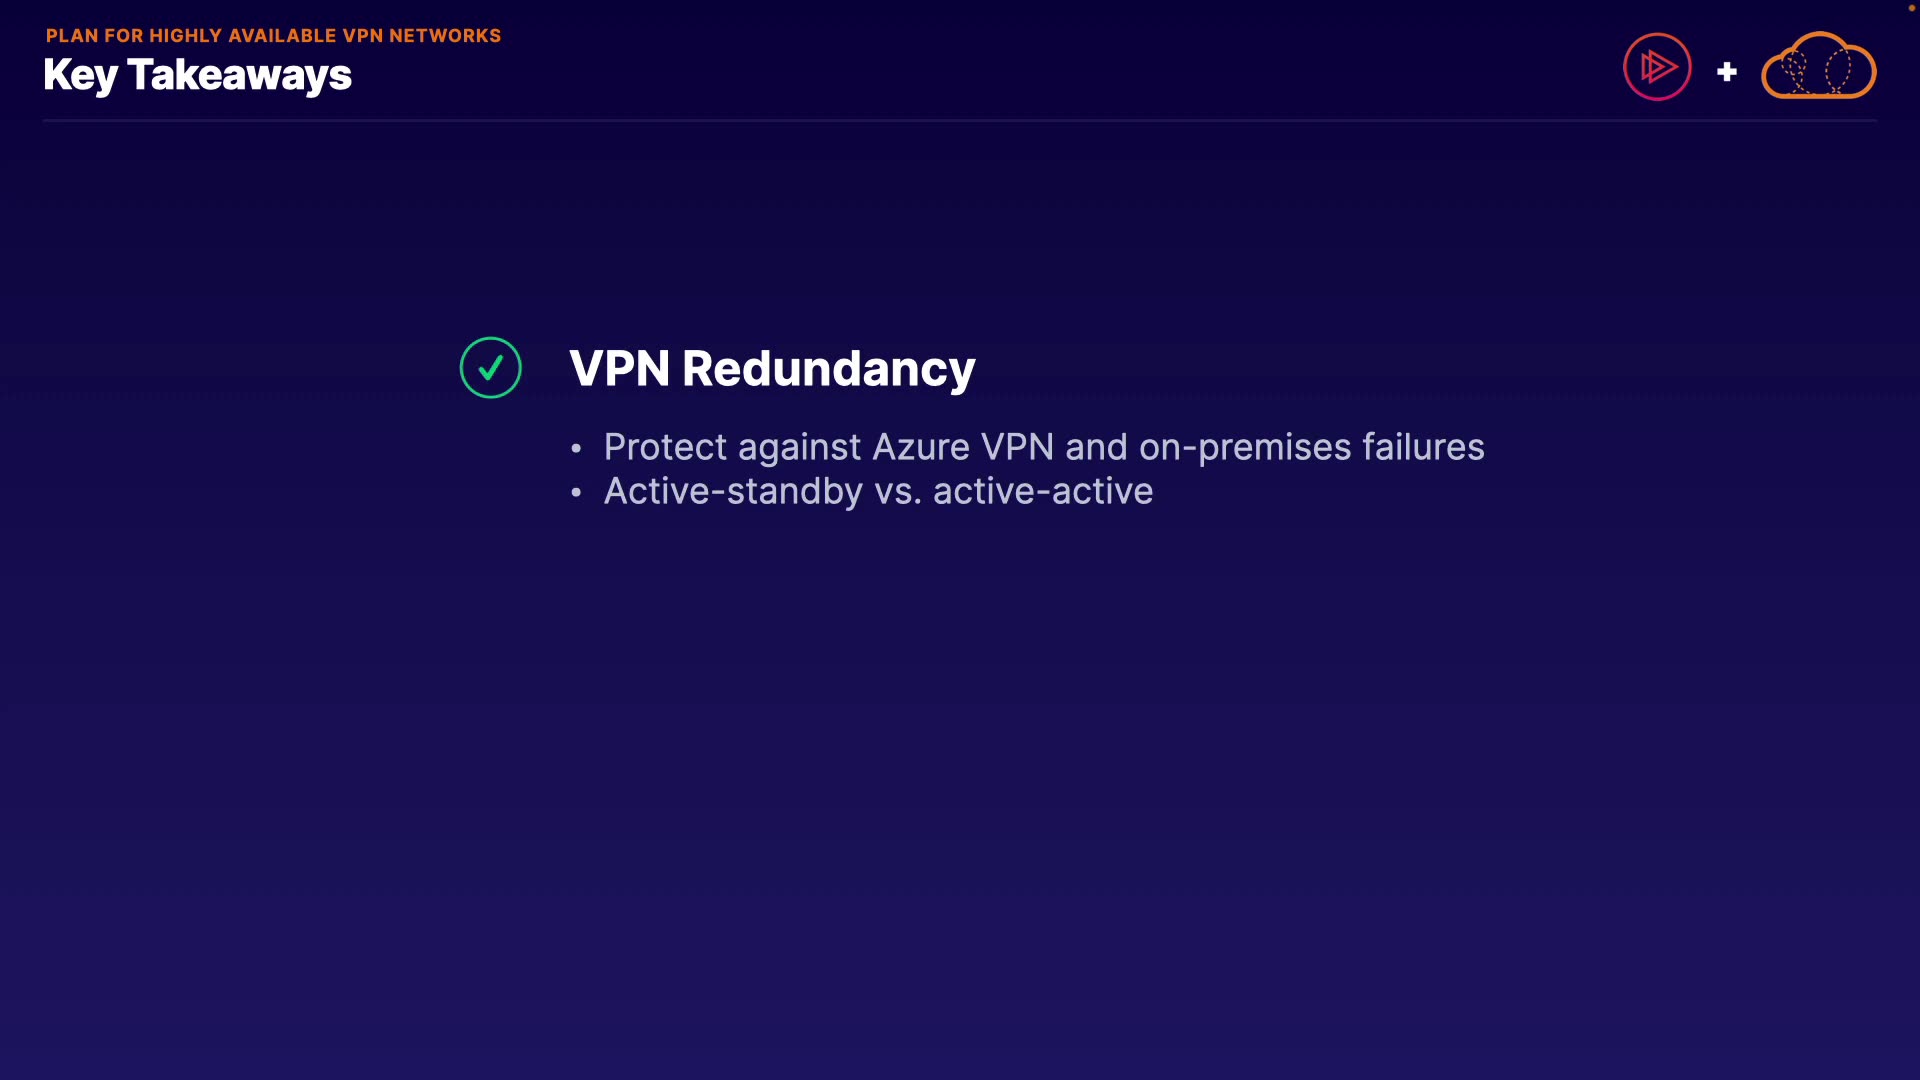 PLAN FOR HIGHLY AVAILABLE VPN NETWORKS
Key Takeaways
+
VPN Redundancy
• Protect against Azure VPN and on-premises failures
• Active-standby vs. active-active